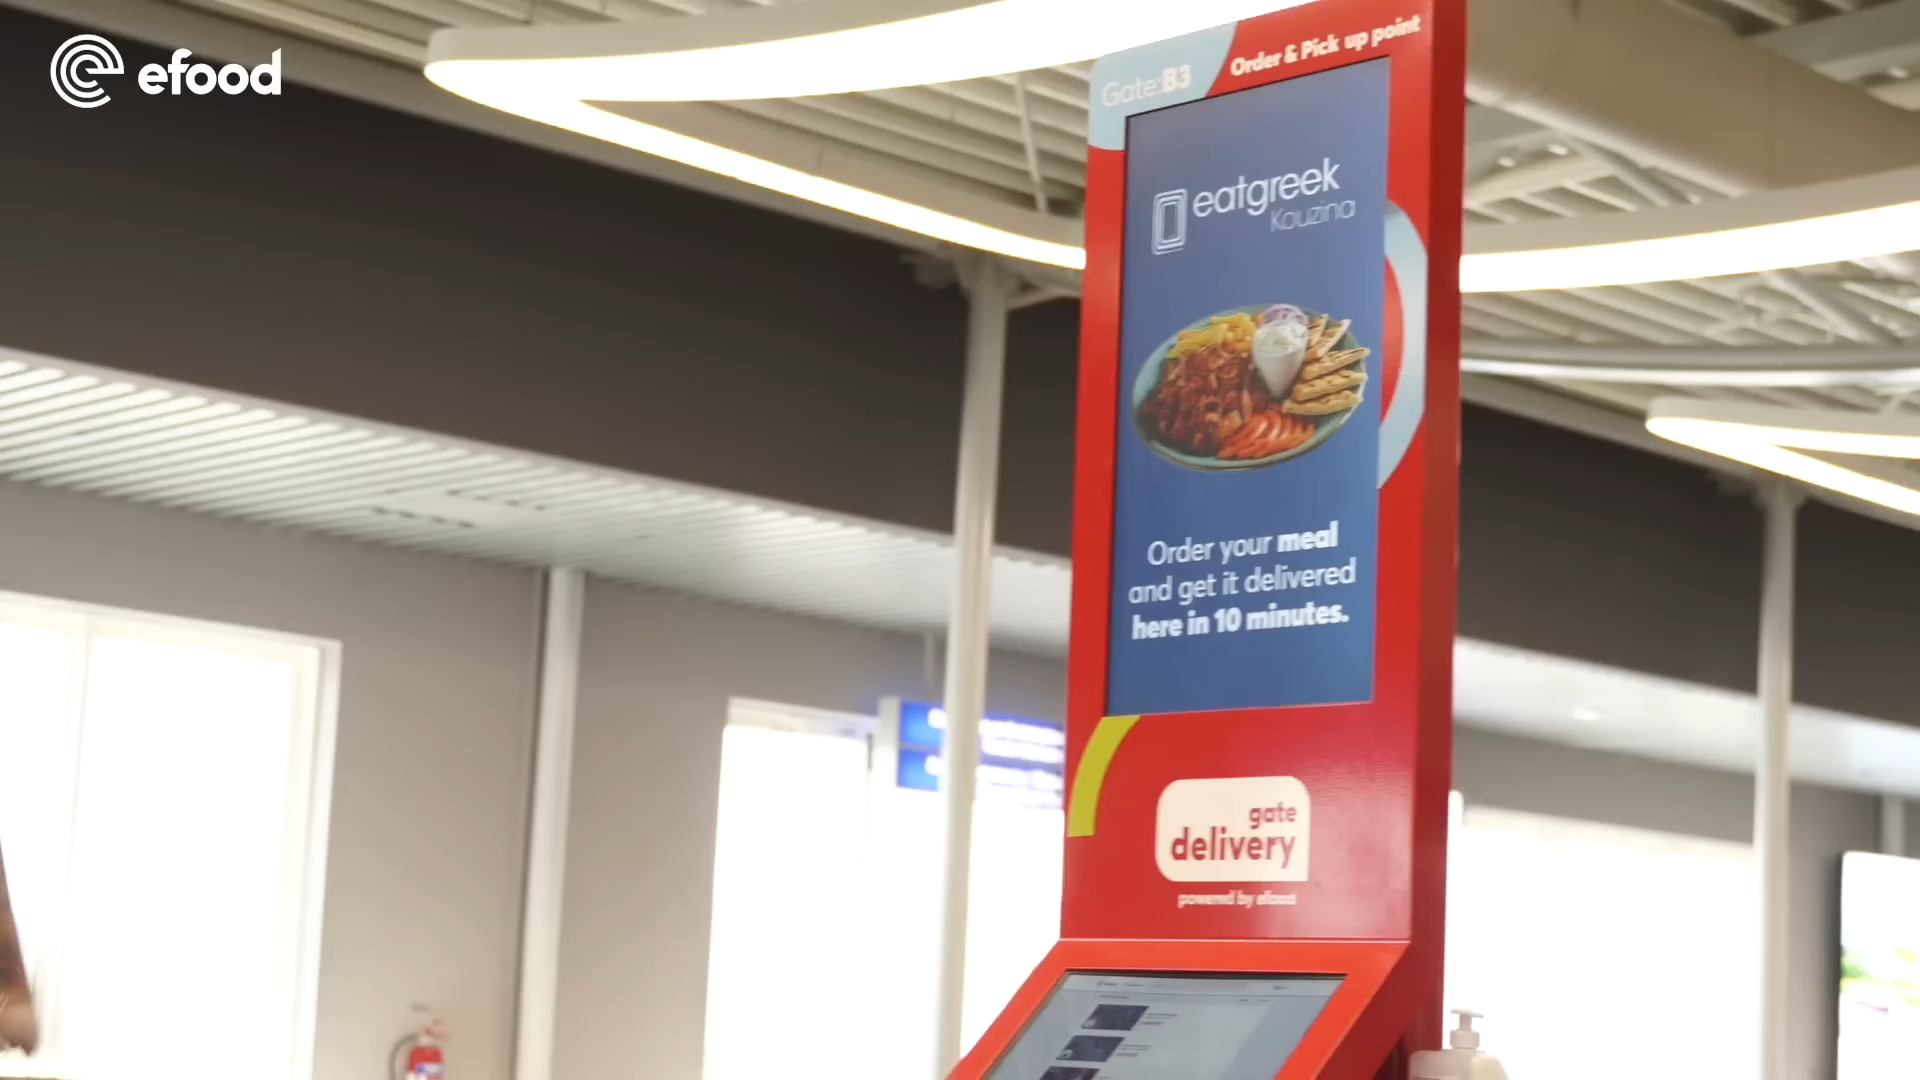 efood
Order & Pick up point
Gate:B3
eatgreek
Kouzina
Order your meal
and get it delivered
here in 10 minutes.
gate
delivery
powered by efood